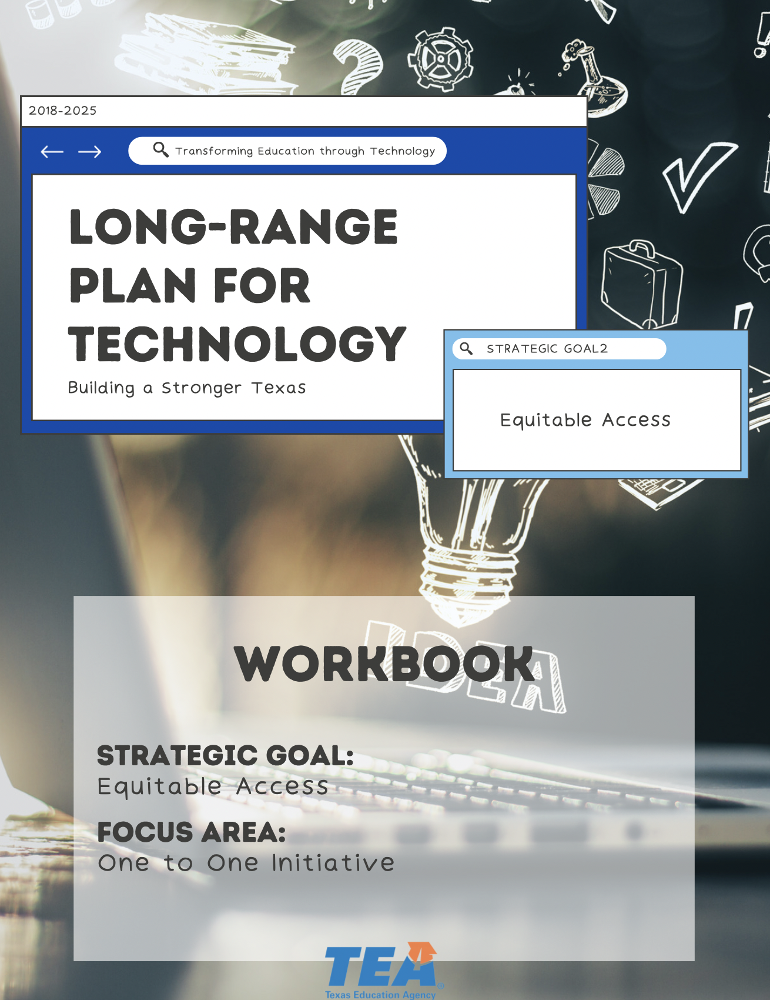 2018-2025
Transforming Education through Technology
LONG-RANGE
PLAN FOR
TECHNOLOGY
Building a Stronger Texas
STRATEGIC GOAL2
Equitable Access
IDEA
WORKBOOK
STRATEGIC GOAL:
Equitable Access
FOCUS AREA:
One to One Initiative
TEA®
Texas Education Agency